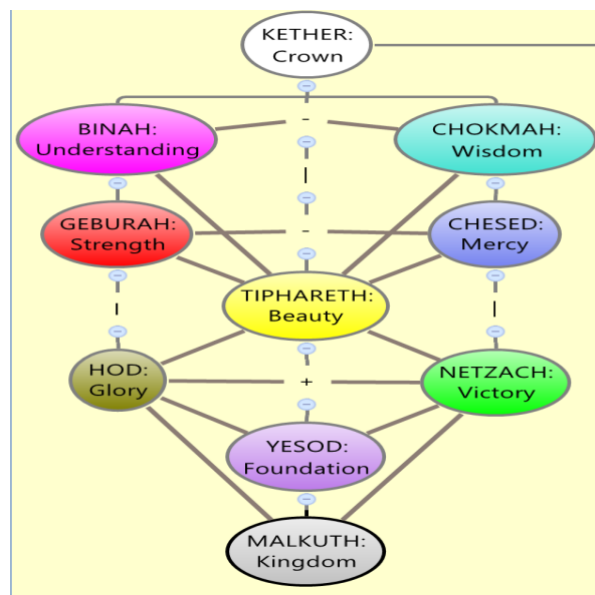 KETHER:
Crown
BINAH:
Understanding
CHOKMAH:
Wisdom
GEBURAH:
Strength
CHESED:
Mercy
TIPHARETH:
Beauty
HOD:
Glory
NETZACH:
Victory
YESOD:
Foundation
MALKUTH:
Kingdom